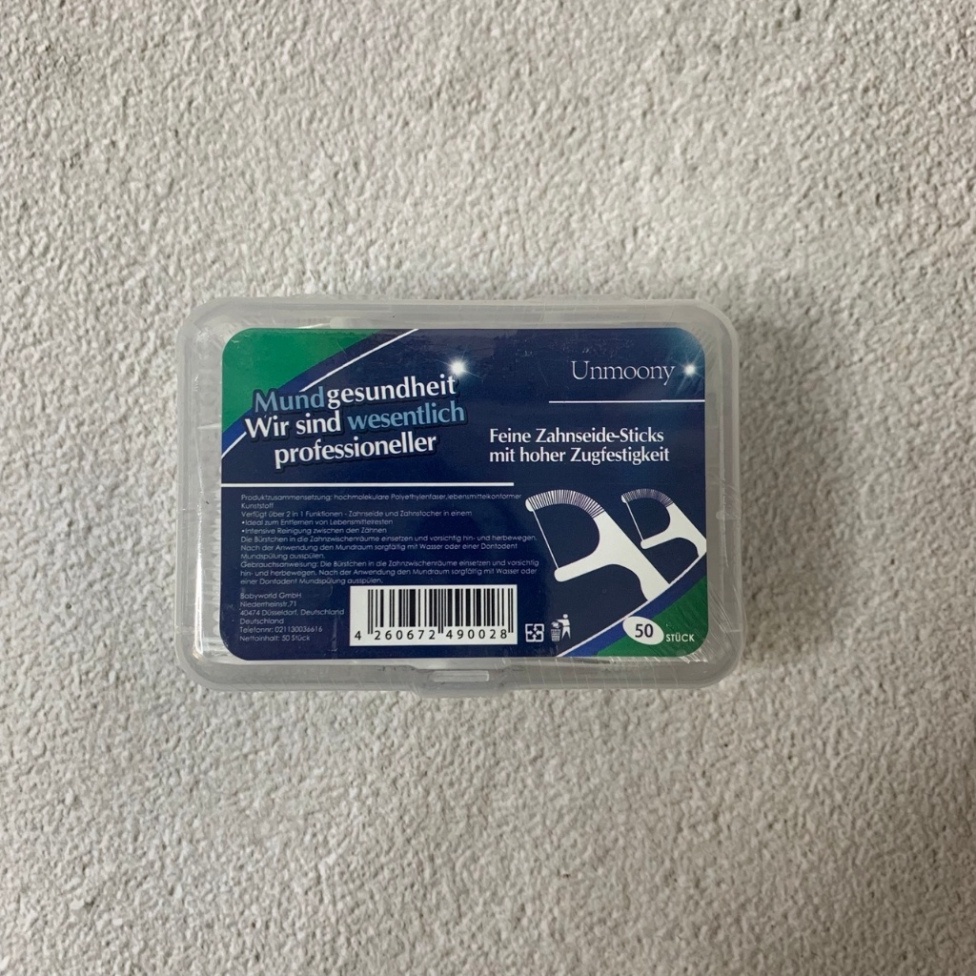 Mundgesundheit
Wir sind wesentlich
professioneller
Unmoony
Feine Zahnseide-Sticks
mit hoher Zugfestigkeit
Produktzusammensetzung: hochmolekulare Polyethylenfaser,lebensmittelkonformer
Kunststoff
Verfügt über 2 in 1 Funktionen - Zahnseide und Zahnstocher in einem
•Ideal zum Entfernen von Lebensmittelresten
•Intensive Reinigung zwischen den Zähnen
Die Bürstchen in die Zahnzwischenräume einsetzen und vorsichtig hin- und herbewegen.
Nach der Anwendung den Mundraum sorgfältig mit Wasser oder einer Dontodent
Mundspülung ausspülen.
Gebrauchsanweisung: Die Bürstchen in die Zahnzwischenräume einsetzen und vorsichtig
hin- und herbewegen. Nach der Anwendung den Mundraum sorgfältig mit Wasser oder
einer Dontodent Mundspülung ausspülen.
Babyworld GmbH
Niederrheinstr,71
40474 Düsseldorf, Deutschland
Deutschland
Telefonnr: 021130036616
Nettoinhalt: 50 Stück
4 260672 490028
50 STÜCK